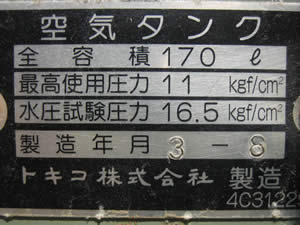 空気タンク
全容積 170 ℓ
最高使用圧力 11 kgf/cm²
水圧試験圧力 16.5 kgf/cm²
製造年月 3-8
トキコ株式会社 製造